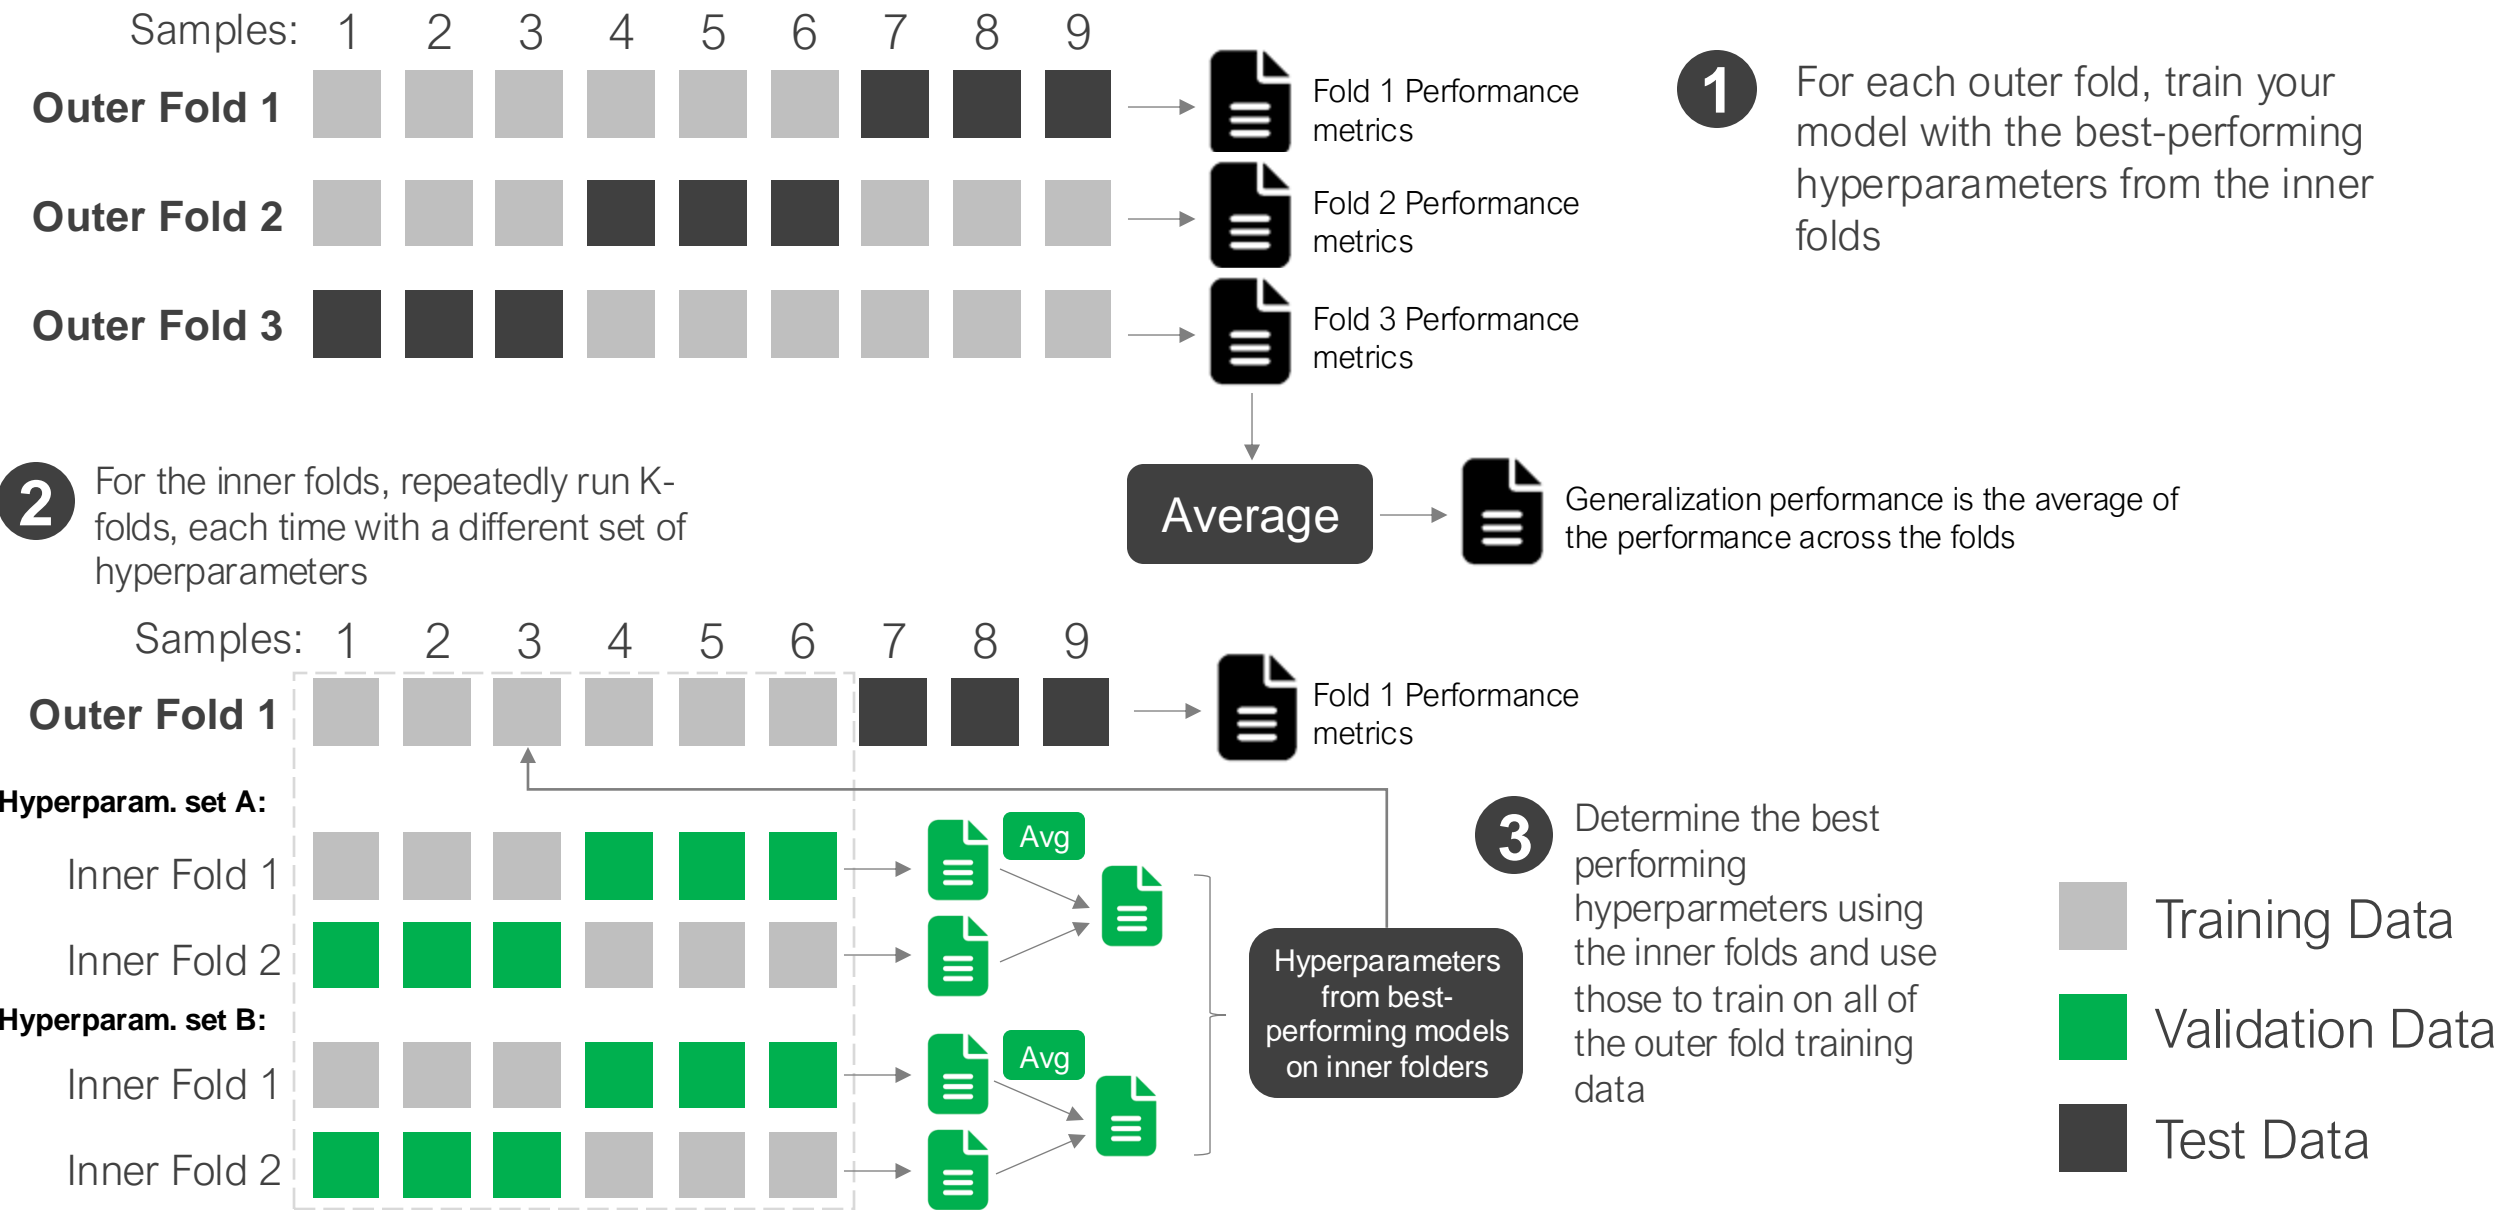 Samples: 1 2 3 4 5 6 7 8 9
Outer Fold 1
Fold 1 Performance
metrics
Outer Fold 2
Fold 2 Performance
metrics
Outer Fold 3
Fold 3 Performance
metrics
1
For each outer fold, train your
model with the best-performing
hyperparameters from the inner
folds
Average
Generalization performance is the average of
the performance across the folds
2
For the inner folds, repeatedly run K-
folds, each time with a different set of
hyperparameters
Samples: 1 2 3 4 5 6 7 8 9
Outer Fold 1
Fold 1 Performance
metrics
Hyperparam. set A:
Inner Fold 1
Avg
Inner Fold 2
Hyperparam. set B:
Inner Fold 1
Avg
Inner Fold 2
Hyperparameters
from best-
performing models
on inner folders
3
Determine the best
performing
hyperparmeters using
the inner folds and use
those to train on all of
the outer fold training
data
Training Data
Validation Data
Test Data